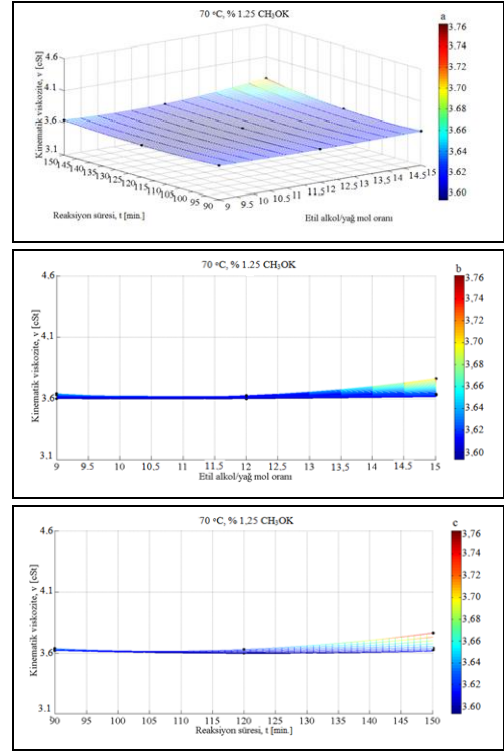 70 ºC, % 1.25 CH₃OK
a
3.76
3.74
3.72
3.70
3.68
3.66
3.64
3.62
3.60
Kinematik viskozite, v [cSt]
4.6
4.1
3.6
3.1
150 145 140 135 130 125 120 115 110 105 100 95 90
Reaksiyon süresi, t [min.]
9 9.5 10 10.5 11 11.5 12 12.5 13 13.5 14 14.5 15
Etil alkol/yağ mol oranı
70 ºC, % 1.25 CH₃OK
b
3.76
3.74
3.72
3.70
3.68
3.66
3.64
3.62
3.60
Kinematik viskozite, v [cSt]
4.6
4.1
3.6
3.1
9 9.5 10 10.5 11 11.5 12 12.5 13 13.5 14 14.5 15
Etil alkol/yağ mol oranı
70 ºC, % 1,25 CH₃OK
c
3.76
3.74
3.72
3.70
3.68
3.66
3.64
3.62
3.60
Kinematik viskozite, v [cSt]
4.6
4.1
3.6
3.1
90 95 100 105 110 115 120 125 130 135 140 145 150
Reaksiyon süresi, t [min.]